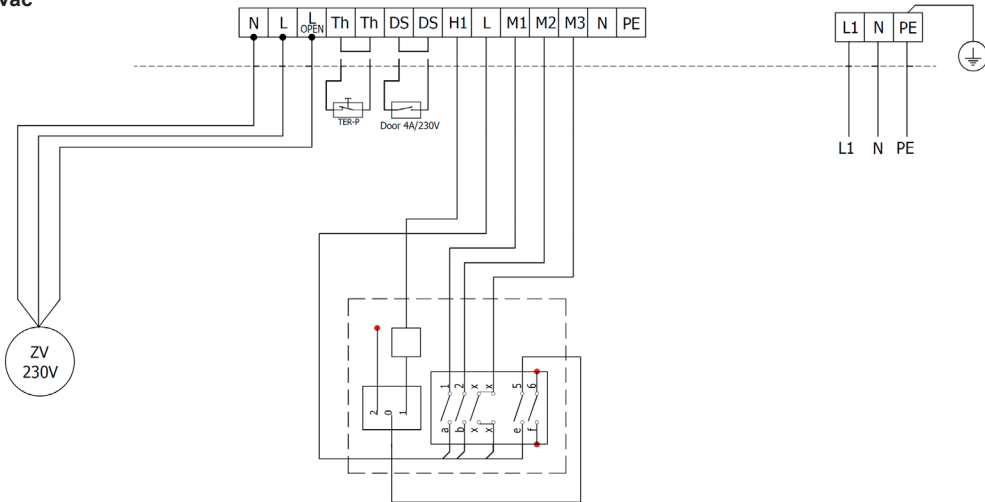 vac
N L L OPEN Th Th DS DS H1 L M1 M2 M3 N PE
L1 N PE
TER-P
Door 4A/230V
L1 N PE
ZV
230V
1 2 x x 5 6
2 0 1
a b x x e f